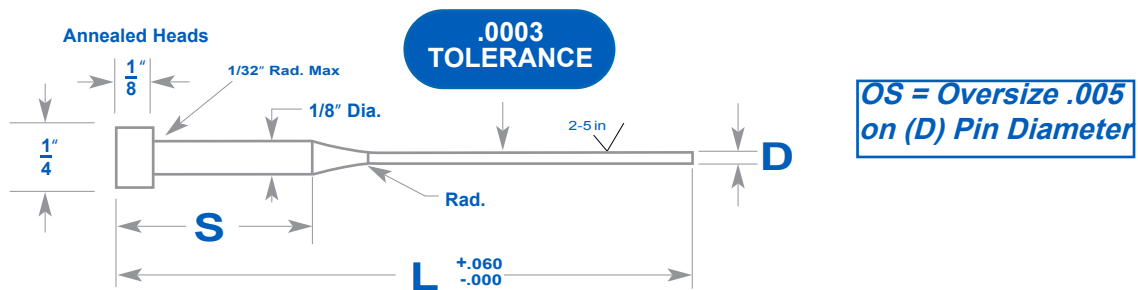 Annealed Heads
1/8"
1/32" Rad. Max
.0003
TOLERANCE
1/8" Dia.
2-5 in
OS = Oversize .005
on (D) Pin Diameter
1/4"
D
Rad.
S
L +.060
-.000